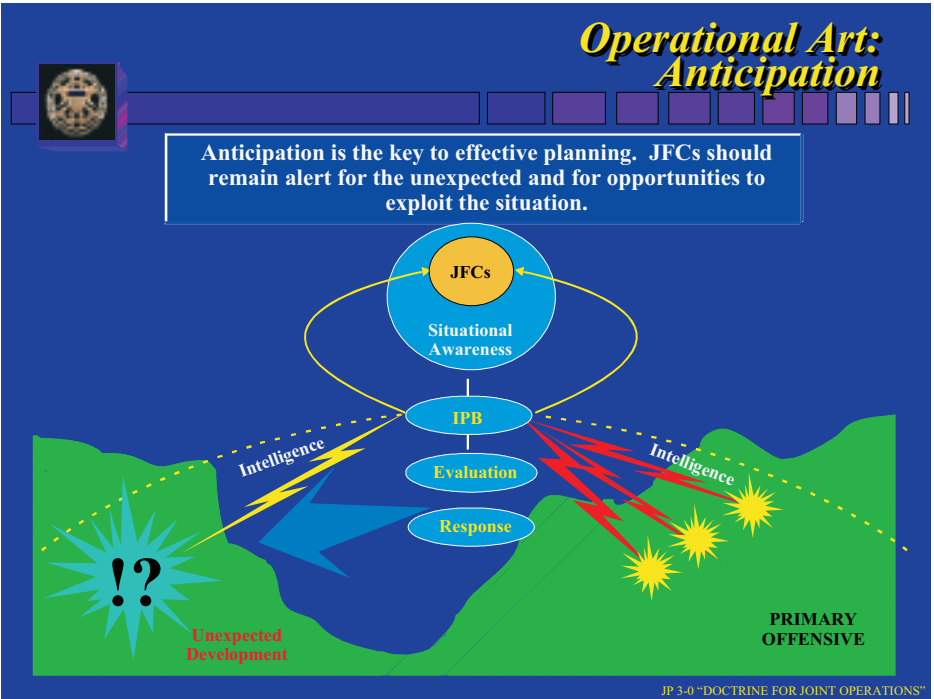 Operational Art:
Anticipation
Anticipation is the key to effective planning. JFCs should
remain alert for the unexpected and for opportunities to
exploit the situation.
JFCs
Situational
Awareness
IPB
Intelligence
Intelligence
Evaluation
Response
!?
Unexpected
Development
PRIMARY
OFFENSIVE
JP 3-0 “DOCTRINE FOR JOINT OPERATIONS”